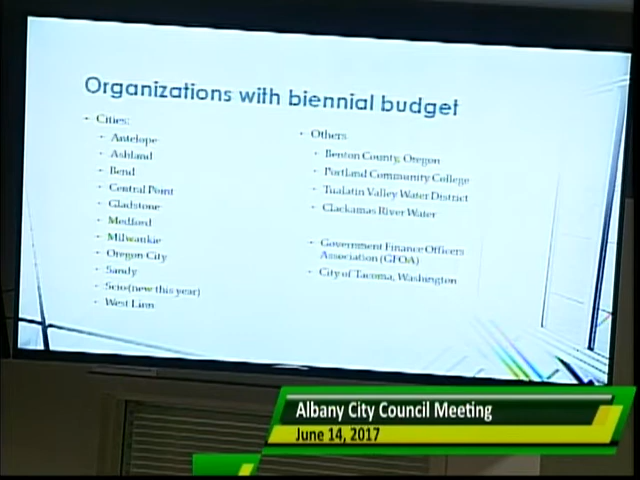 Organizations with biennial budget
- Cities:
- Antelope
- Ashland
- Bend
- Central Point
- Gladstone
- Medford
- Milwaukie
- Oregon City
- Sandy
- Scio(new this year)
- West Linn
- Others
- Benton County, Oregon
- Portland Community College
- Tualatin Valley Water District
- Clackamas River Water
- Government Finance Officers
Association (GFOA)
- City of Tacoma, Washington
Albany City Council Meeting
June 14, 2017